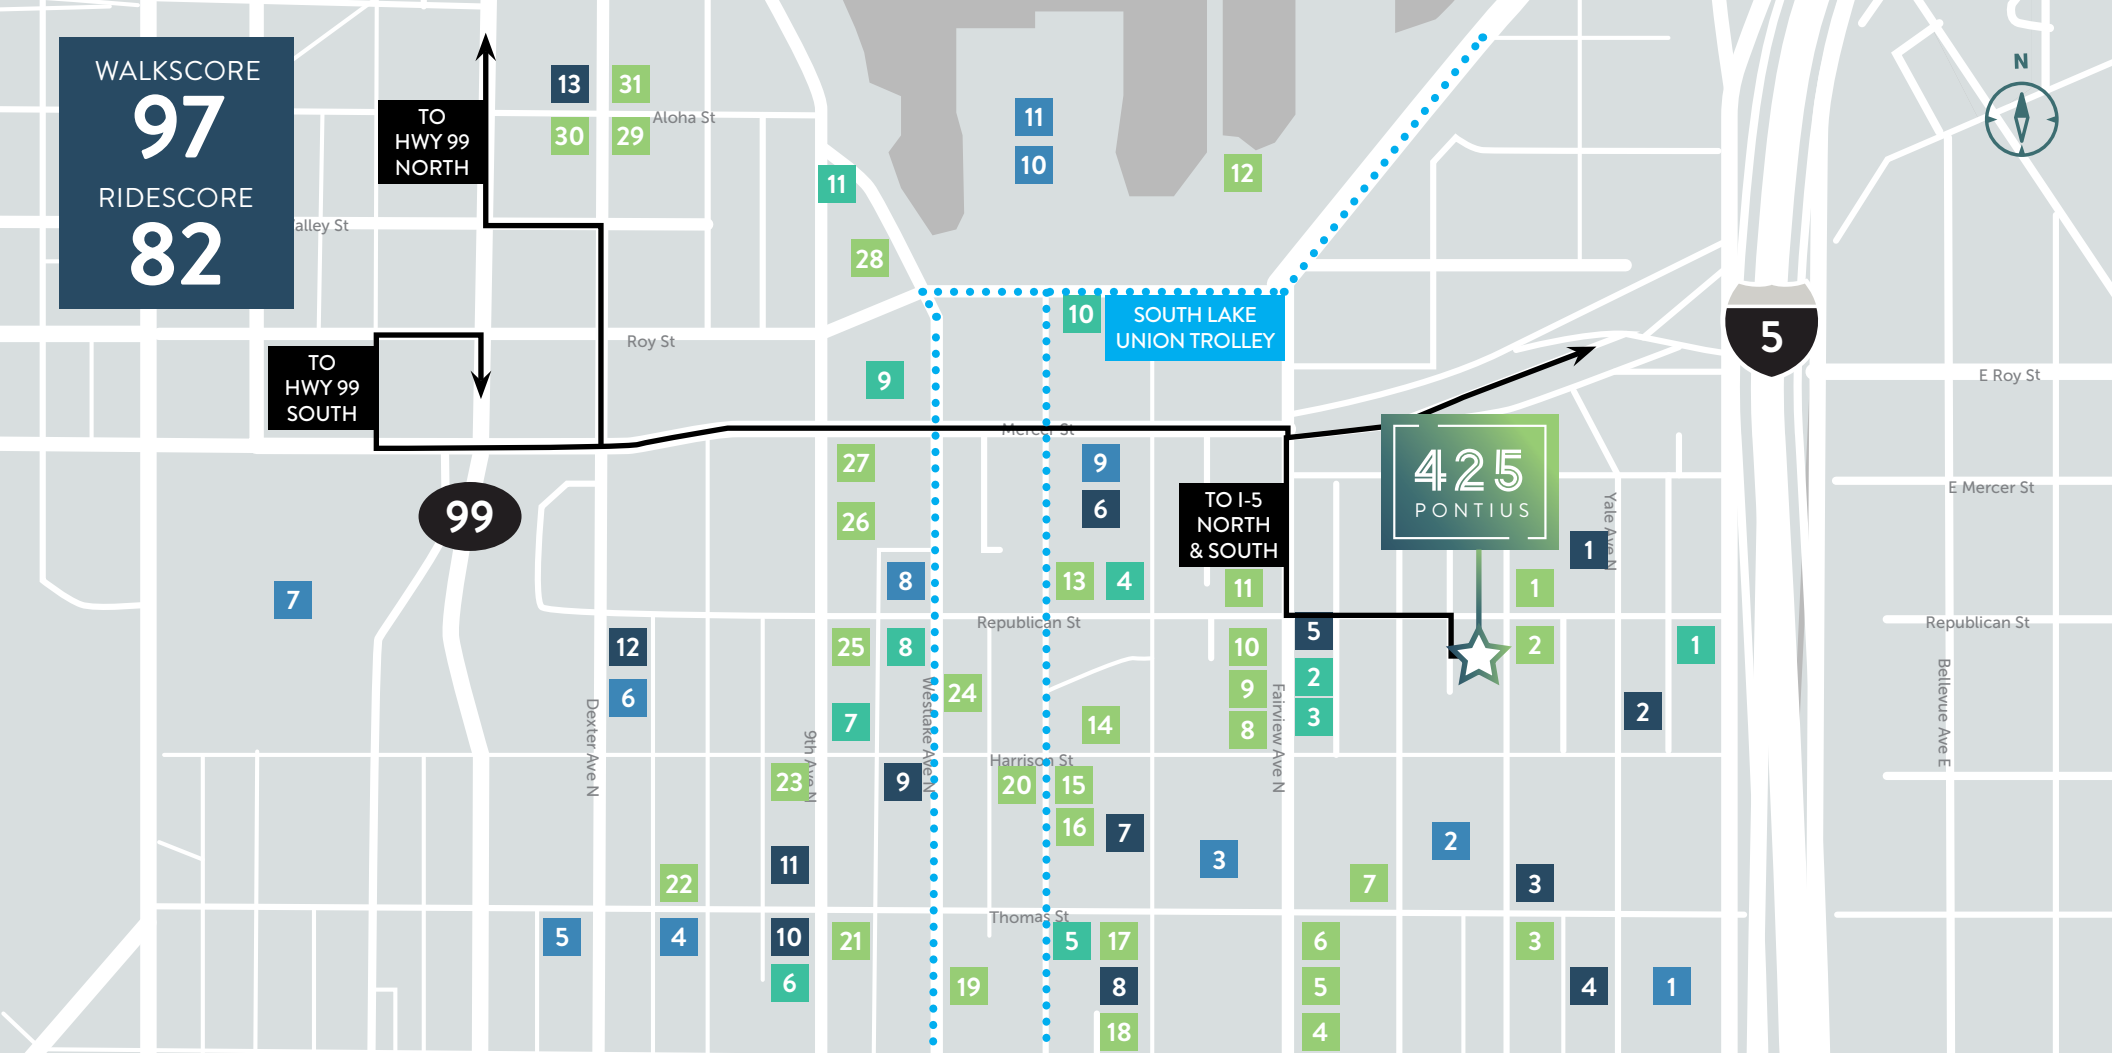 WALKSCORE
97
RIDESCORE
82
TO
HWY 99
NORTH
13
31
30
29
Aloha St
11
10
12
11
N
alley St
28
10
SOUTH LAKE
UNION TROLLEY
5
Roy St
TO
HWY 99
SOUTH
9
E Roy St
Mercer St
27
9
425
PONTIUS
26
6
TO I-5
NORTH
& SOUTH
E Mercer St
99
Yale Ave N
1
7
8
13
4
11
1
Republican St
Republican St
12
25
8
10
5
2
1
6
24
9
2
2
Dexter Ave N
7
Westlake Ave N
14
8
3
Fairview Ave N
Bellevue Ave E
9th Ave N
Harrison St
23
9
20
15
16
7
2
11
3
22
7
3
Thomas St
5
4
10
21
5
17
6
3
6
19
8
5
4
1
18
4